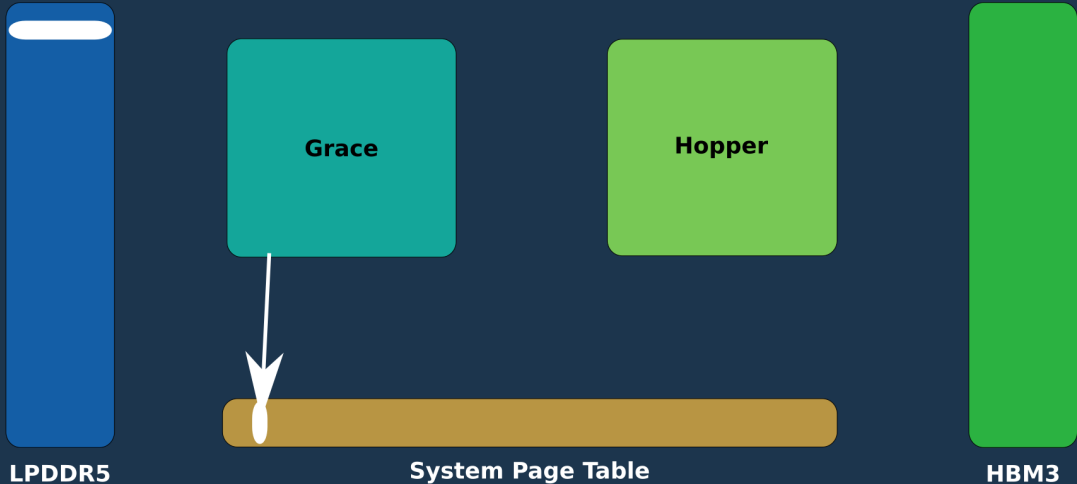 Grace
Hopper
LPDDR5
System Page Table
HBM3